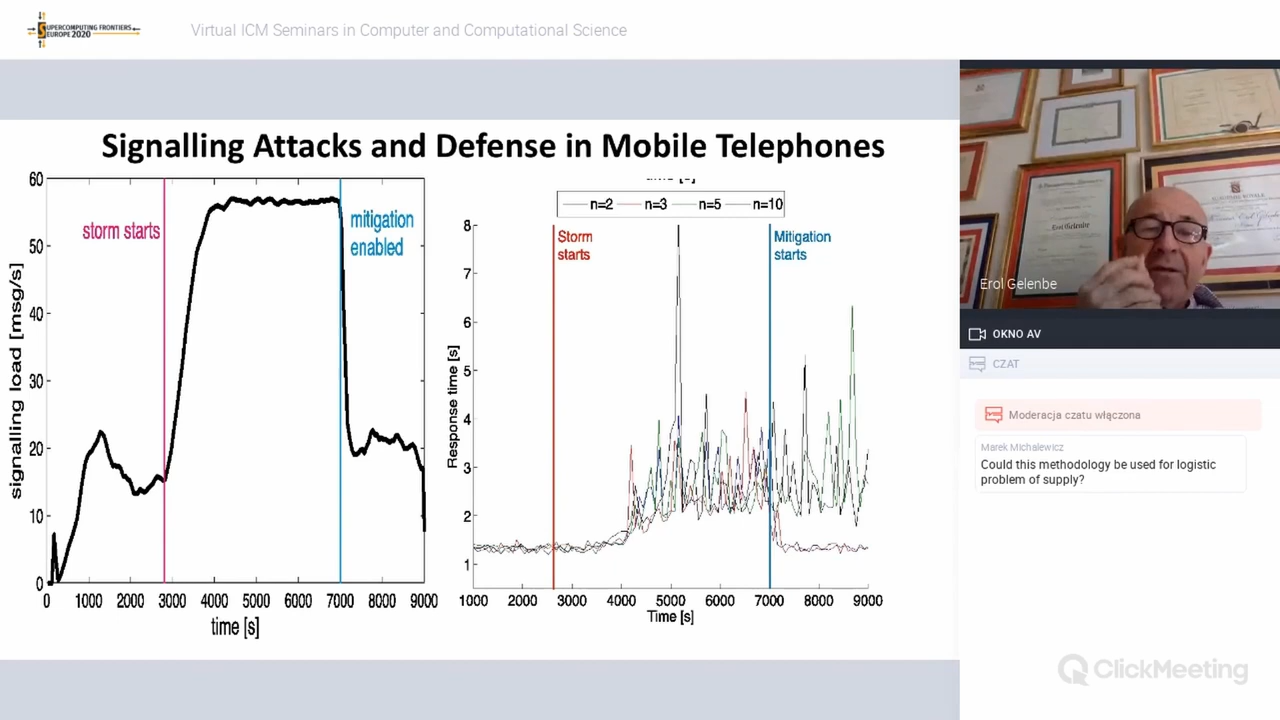 SUPERCOMPUTING FRONTIERS
EUROPE 2020
Virtual ICM Seminars in Computer and Computational Science
Signalling Attacks and Defense in Mobile Telephones
signalling load [msg/s]
60
50
40
30
20
10
0
storm starts
mitigation
enabled
0 1000 2000 3000 4000 5000 6000 7000 8000 9000
time [s]
n=2 n=3 n=5 n=10
Response time [s]
8
7
6
5
4
3
2
1
Storm
starts
Mitigation
starts
1000 2000 3000 4000 5000 6000 7000 8000 9000
Time [s]
Erol Gelenbe
Erol Gelenbe
OKNO AV
CZAT
Moderacja czatu włączona
Marek Michalewicz
Could this methodology be used for logistic
problem of supply?
ClickMeeting